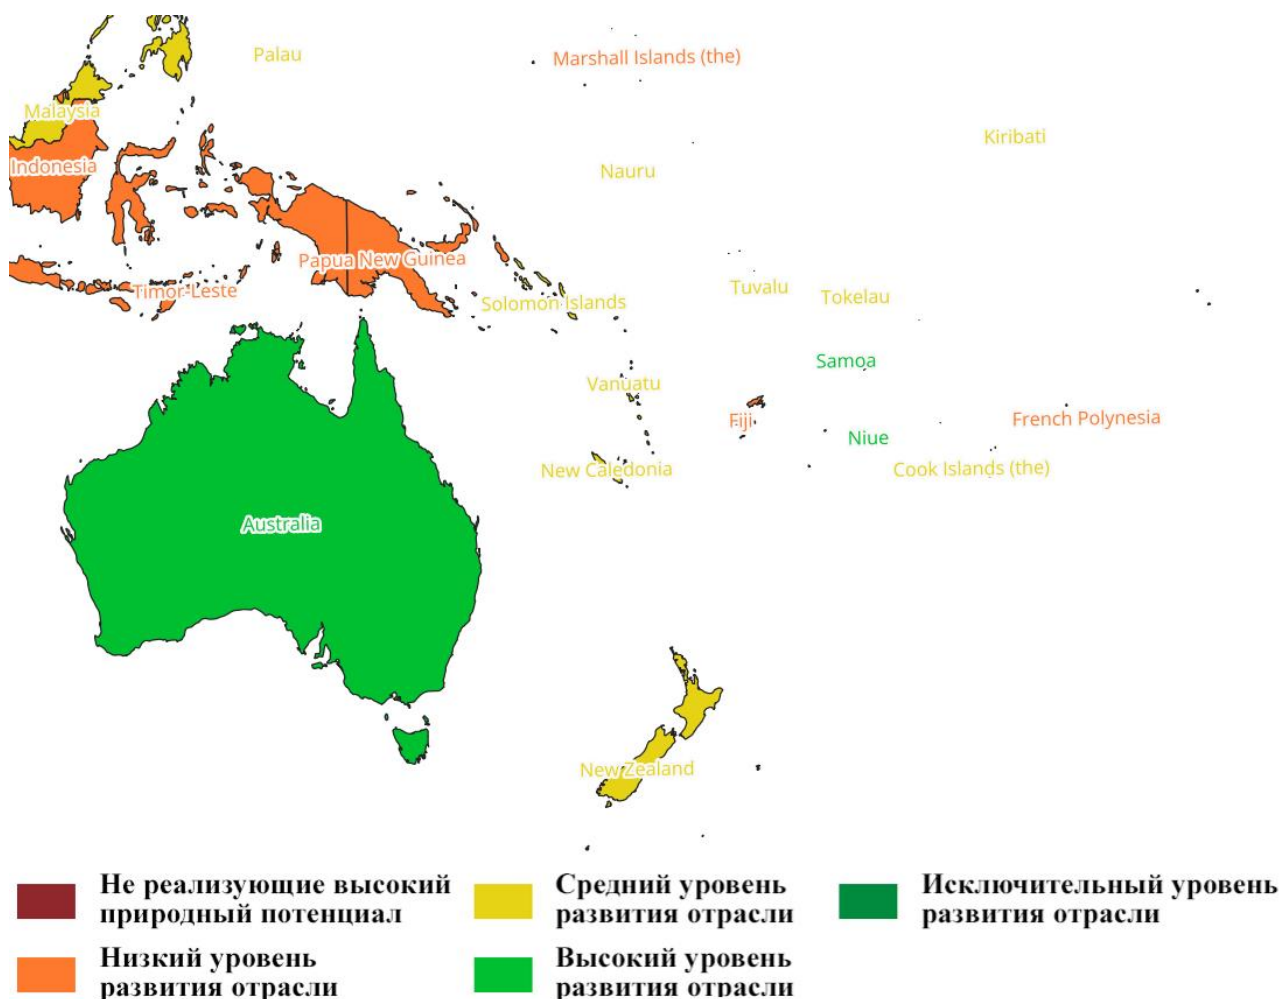 Palau
Marshall Islands (the)
Malaysia
Kiribati
Indonesia
Nauru
Papua New Guinea
Timor-Leste
Solomon Islands
Tuvalu
Tokelau
Samoa
Vanuatu
Fiji
French Polynesia
Niue
New Caledonia
Cook Islands (the)
Australia
New Zealand
Не реализующие высокий
природный потенциал
Средний уровень
развития отрасли
Исключительный уровень
развития отрасли
Низкий уровень
развития отрасли
Высокий уровень
развития отрасли